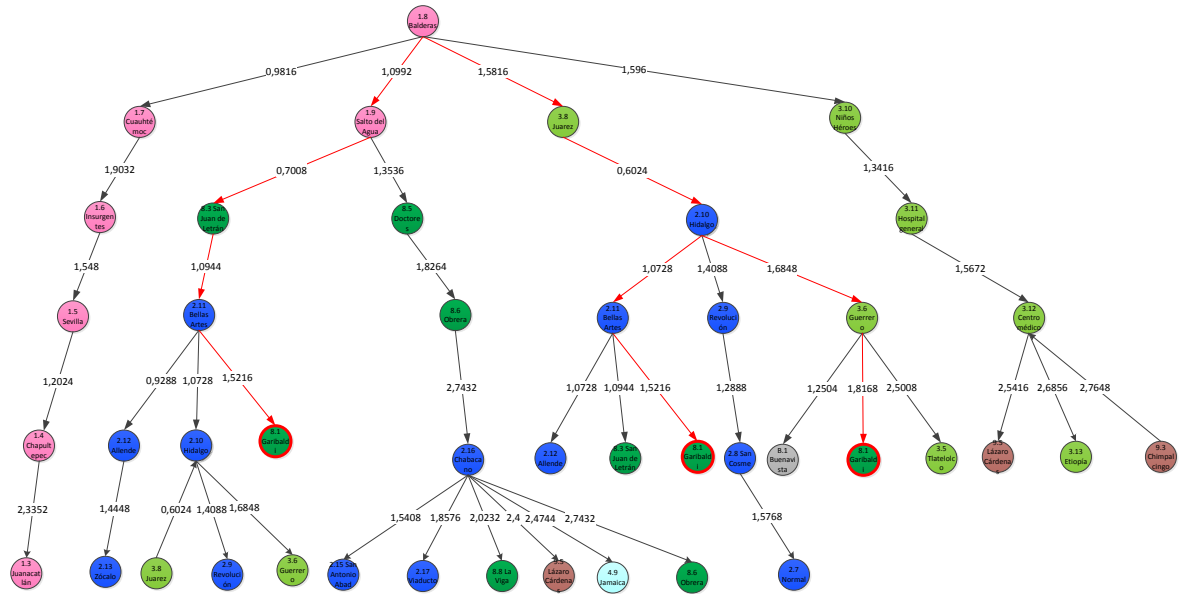 1.8
Balderas
0,9816
1,0992
1,5816
1,596
1.7
Cuauhté
moc
1.9
Salto del
Agua
3.8
Juarez
3.10
Niños
Héroes
1,9032
0,7008
1,3536
0,6024
1,3416
1.6
Insurgen
tes
8.3 San
Juan de
Letrán
8.5
Doctore
s
2.10
Hidalgo
3.11
Hospital
general
1,548
1,0944
1,8264
1,0728
1,4088
1,6848
1,5672
1.5
Sevilla
2.11
Bellas
Artes
8.6
Obrera
2.11
Bellas
Artes
2.9
Revoluci
ón
3.6
Guerrer
o
3.12
Centro
médico
1,2024
0,9288
1,0728
1,5216
2,7432
1,0728
1,0944
1,5216
1,2888
1,2504
1,8168
2,5008
2,5416
2,6856
2,7648
1.4
Chapult
epec
2.12
Allende
2.10
Hidalgo
8.1
Garibald
i
2.16
Chabaca
no
2.12
Allende
8.3 San
Juan de
Letrán
8.1
Garibald
i
2.8 San
Cosme
8.1
Buenavi
sta
8.1
Garibald
i
3.5
Tlatelolc
o
9.5
Lázaro
Cárdena
s
3.13
Etiopía
9.3
Chimpal
cingo
2,3352
1,4448
0,6024
1,4088
1,6848
1,5408
1,8576
2,0232
2,4
2,4744
2,7432
1,5768
1.3
Juanacat
lán
2.13
Zócalo
3.8
Juarez
2.9
Revoluci
ón
3.6
Guerrer
o
2.15 San
Antonio
Abad
2.17
Viaducto
8.8 La
Viga
9.5
Lázaro
Cárdena
s
4.9
Jamaica
8.6
Obrera
2.7
Normal